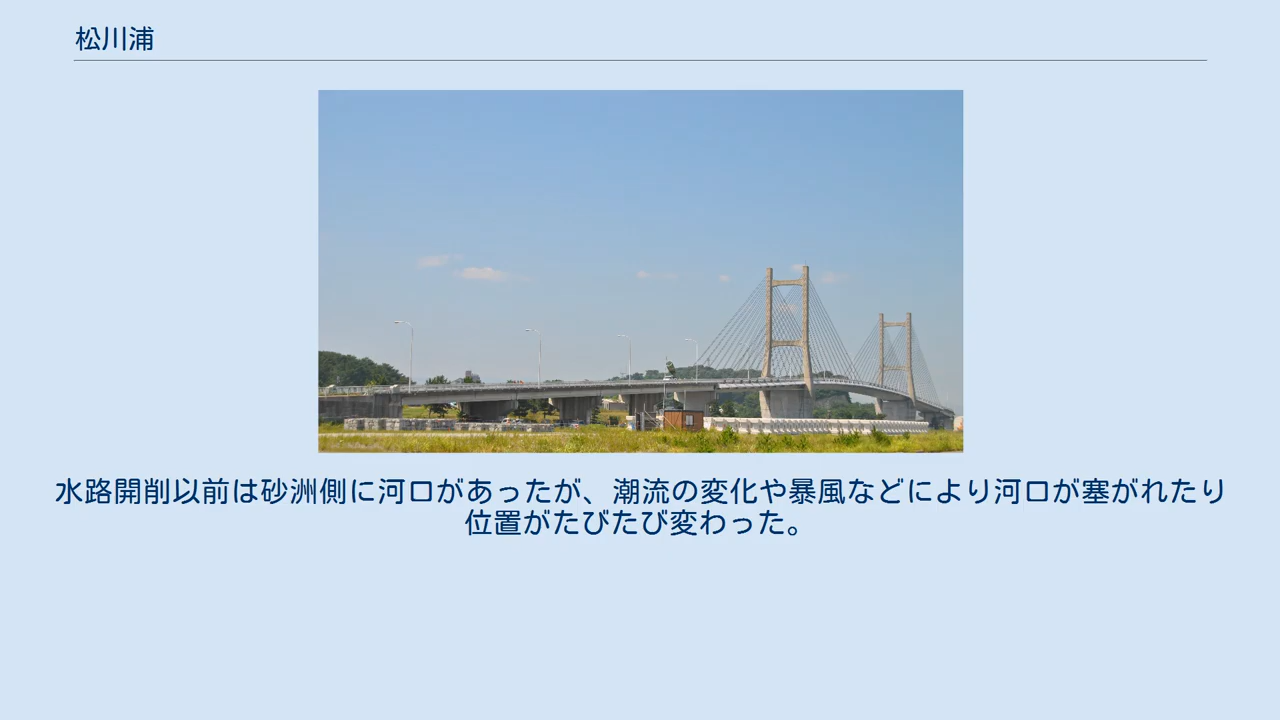 松川浦
水路開削以前は砂洲側に河口があったが、潮流の変化や暴風などにより河口が塞がれたり
位置がたびたび変わった。